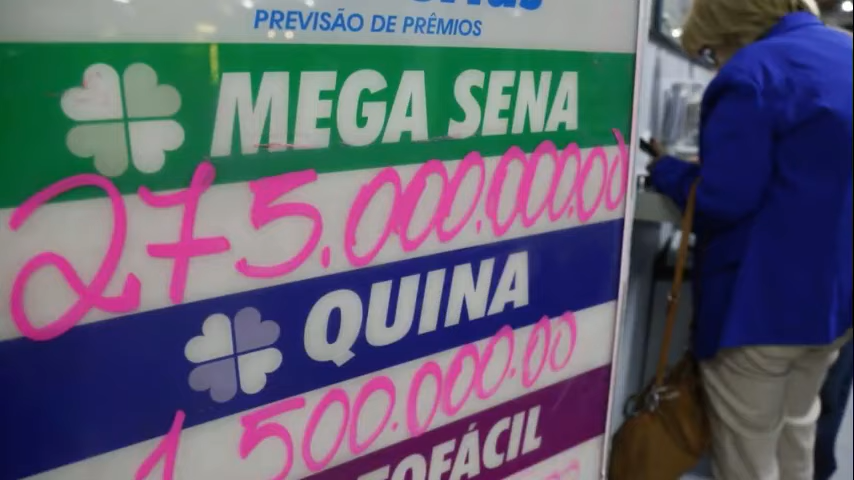 PREVISÃO DE PRÊMIOS
MEGA SENA
275.000.000.00
QUINA
1.500.000.00